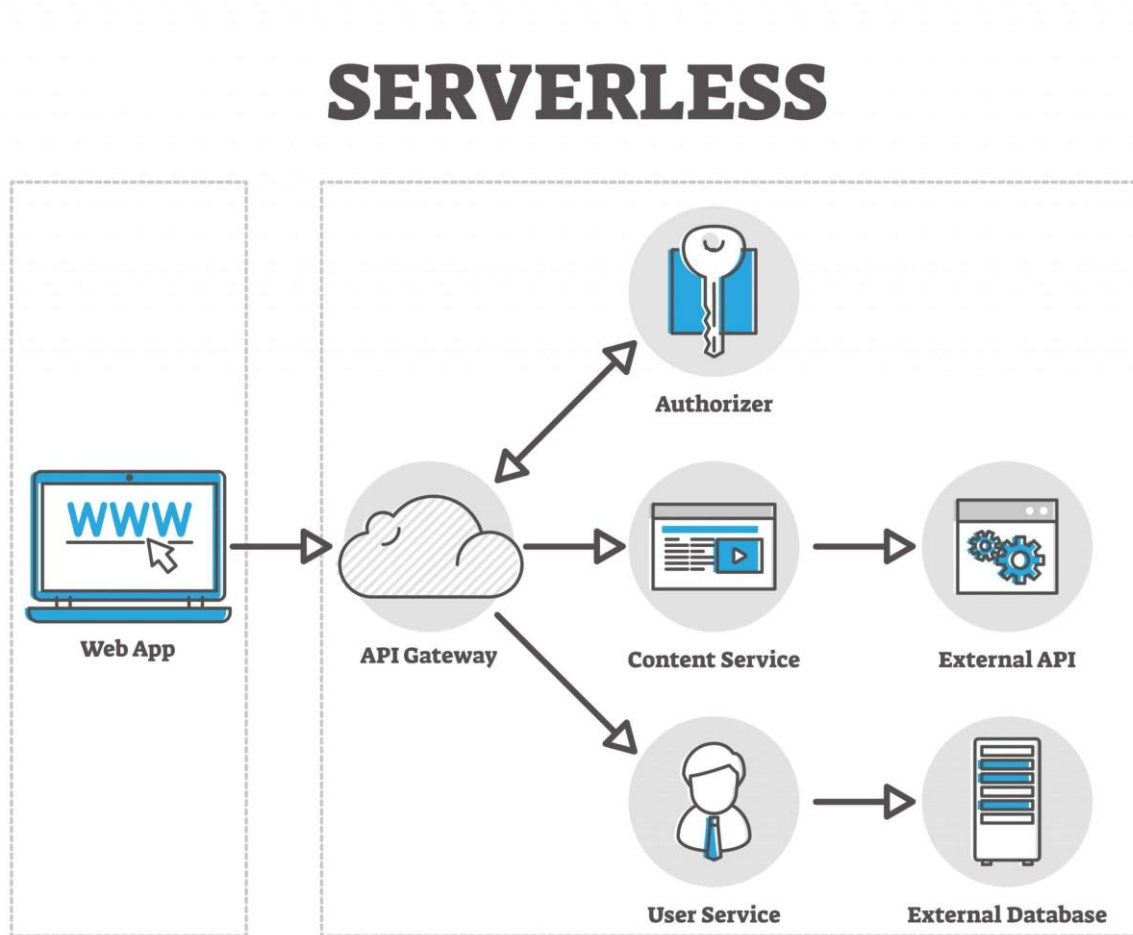 SERVERLESS
Authorizer
WWW
Web App
API Gateway
Content Service
External API
User Service
External Database